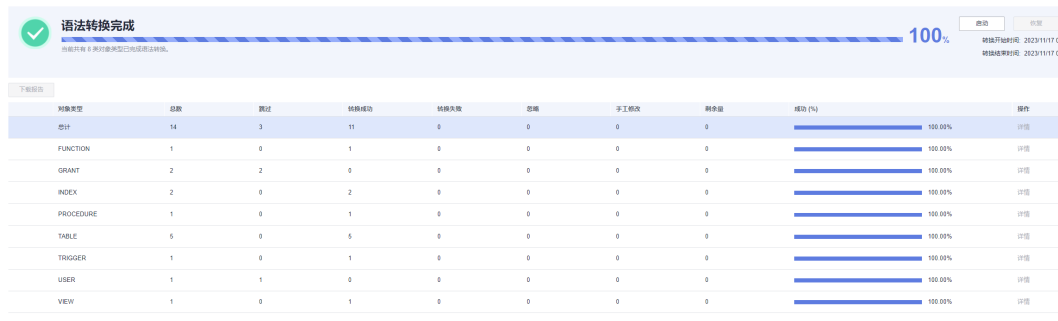 语法转换完成
100%
启动
当前共有 8 类对象类型已完成语法转换。
转换开始时间: 2023/11/17 0
转换结束时间: 2023/11/17 0
下载报告
对象类型 总数 跳过 转换成功 转换失败 忽略 手工修改 剩余量 成功 (%) 操作
总计 14 3 11 0 0 0 0 100.00% 详情
FUNCTION 1 0 1 0 0 0 0 100.00% 详情
GRANT 2 2 0 0 0 0 0 100.00% 详情
INDEX 2 0 2 0 0 0 0 100.00% 详情
PROCEDURE 1 0 1 0 0 0 0 100.00% 详情
TABLE 5 0 5 0 0 0 0 100.00% 详情
TRIGGER 1 0 1 0 0 0 0 100.00% 详情
USER 1 1 0 0 0 0 0 100.00% 详情
VIEW 1 0 1 0 0 0 0 100.00% 详情